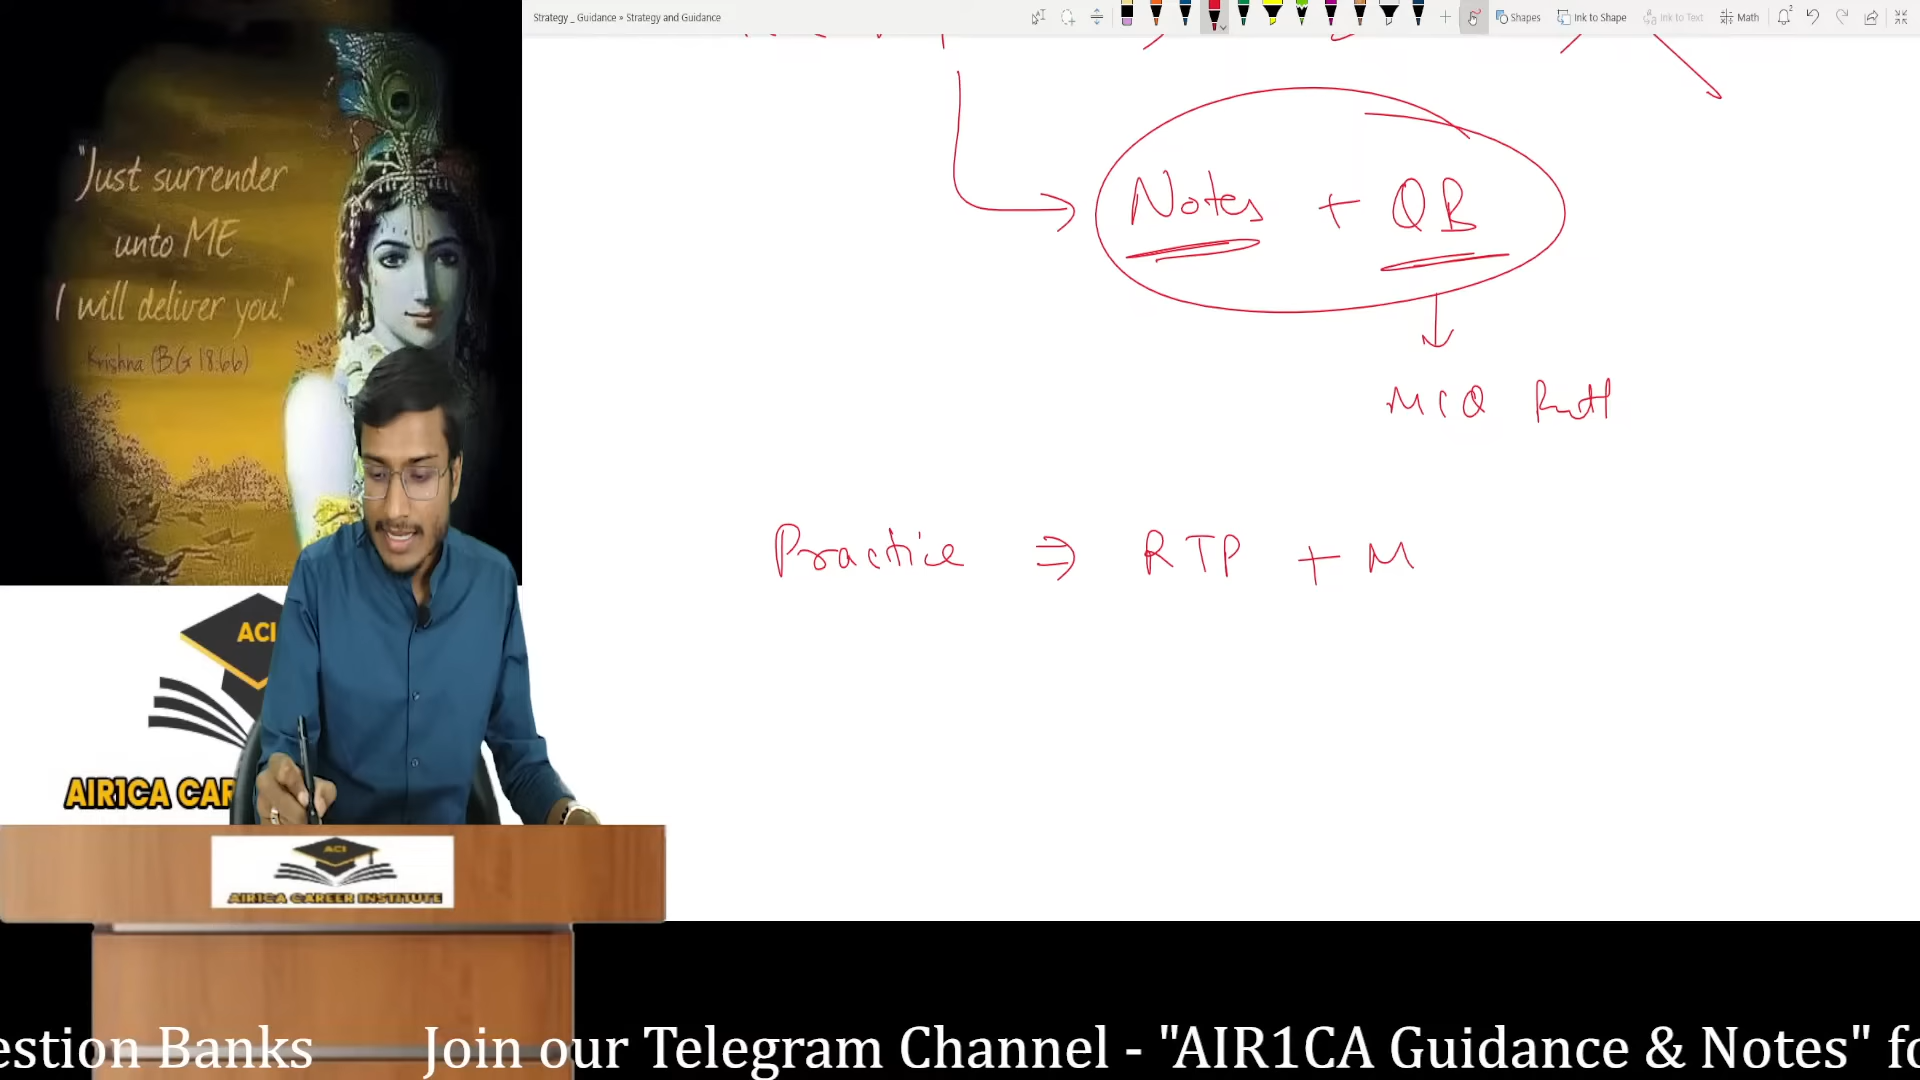 Strategy _ Guidance » Strategy and Guidance
Shapes
Ink to Shape
Ink to Text
Math
"Just surrender
unto ME
I will deliver you!"
Krishna (B.G 18.66)
Notes + QB
MCQ
Practice ⇒ RTP + M
ACI
AIR1CA CAR
ACI
AIR1CA CAREER INSTITUTE
estion Banks Join our Telegram Channel - "AIR1CA Guidance & Notes" fo